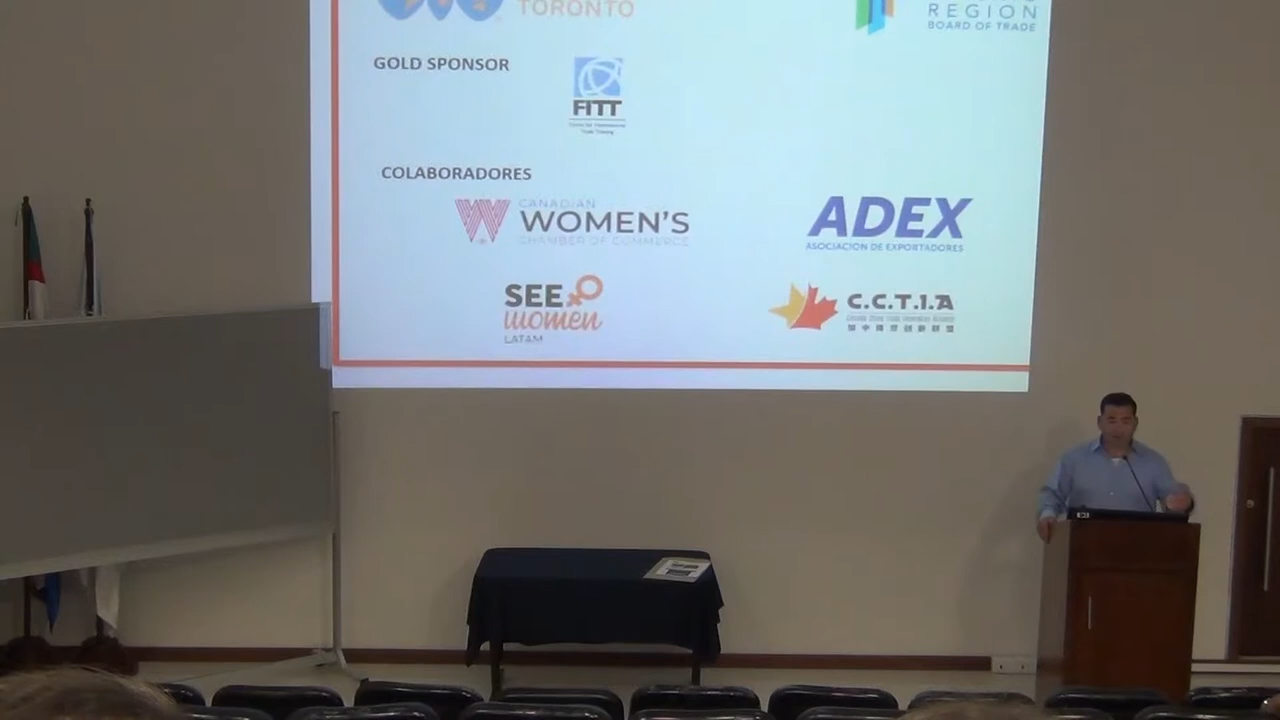 TORONTO
REGION
BOARD OF TRADE
GOLD SPONSOR
FITT
COLABORADORES
CANADIAN
WOMEN'S
CHAMBER OF COMMERCE
ADEX
ASOCIACION DE EXPORTADORES
SEE
women
LATAM
C.C.T.I.A